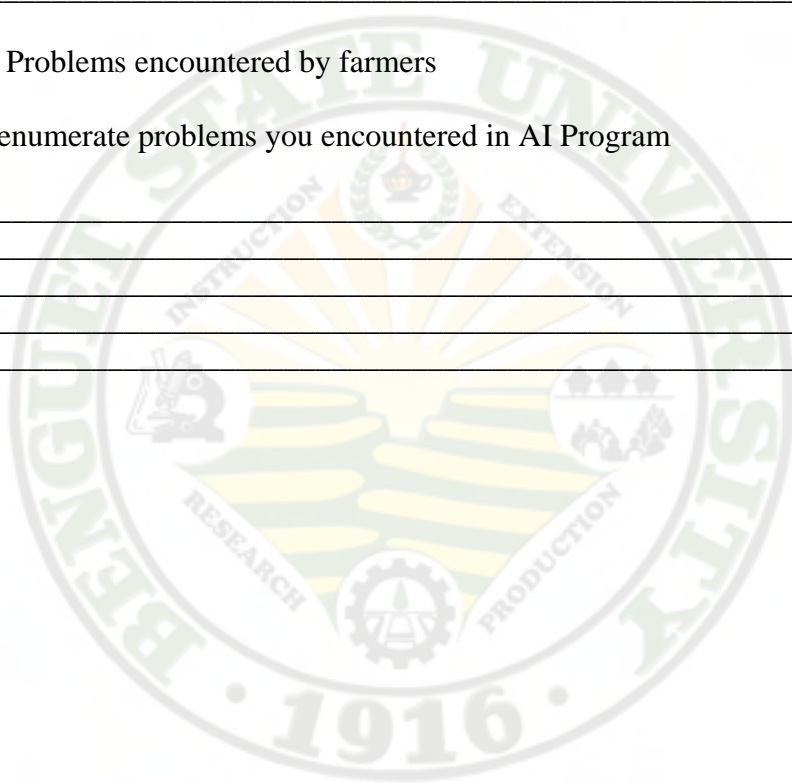 Problems encountered by farmers
enumerate problems you encountered in AI Program
BENGUET STATE UNIVERSITY
INSTRUCTION
EXTENSION
RESEARCH
PRODUCTION
1916